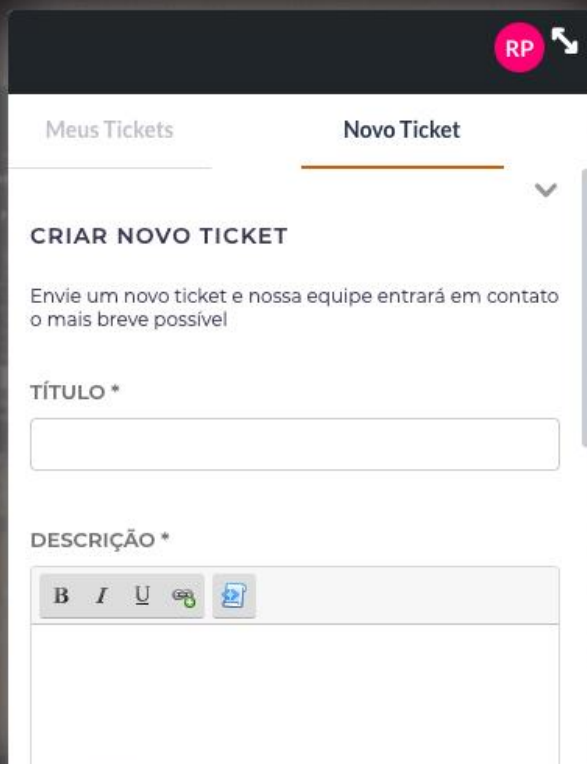 RP
Meus Tickets
Novo Ticket
CRIAR NOVO TICKET
Envie um novo ticket e nossa equipe entrará em contato
o mais breve possível
TÍTULO *
DESCRIÇÃO *
B I U